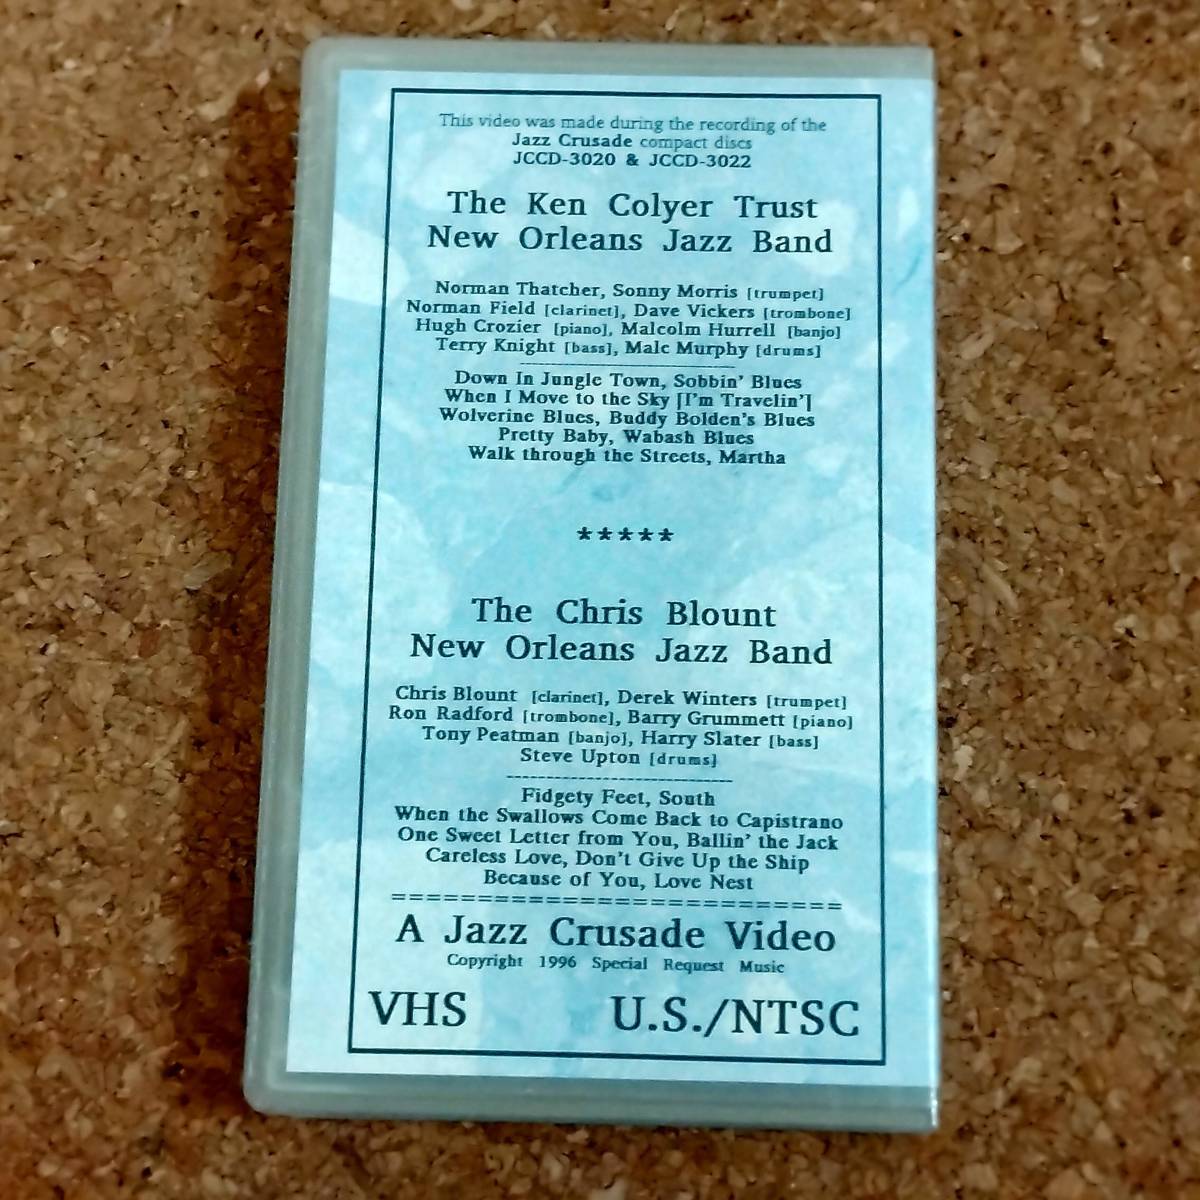 This video was made during the recording of the
Jazz Crusade compact discs
JCCD-3020 & JCCD-3022
The Ken Colyer Trust
New Orleans Jazz Band
Norman Thatcher, Sonny Morris [trumpet]
Norman Field [clarinet], Dave Vickers [trombone]
Hugh Crozier [piano], Malcolm Hurrell [banjo]
Terry Knight [bass], Malc Murphy [drums]
Down In Jungle Town, Sobbin' Blues
When I Move to the Sky [I'm Travelin']
Wolverine Blues, Buddy Bolden's Blues
Pretty Baby, Wabash Blues
Walk through the Streets, Martha
*****
The Chris Blount
New Orleans Jazz Band
Chris Blount [clarinet], Derek Winters [trumpet]
Ron Radford [trombone], Barry Grummett [piano]
Tony Peatman [banjo], Harry Slater [bass]
Steve Upton [drums]
Fidgety Feet, South
When the Swallows Come Back to Capistrano
One Sweet Letter from You, Ballin' the Jack
Careless Love, Don't Give Up the Ship
Because of You, Love Nest
A Jazz Crusade Video
Copyright 1996 Special Request Music
VHS U.S./NTSC